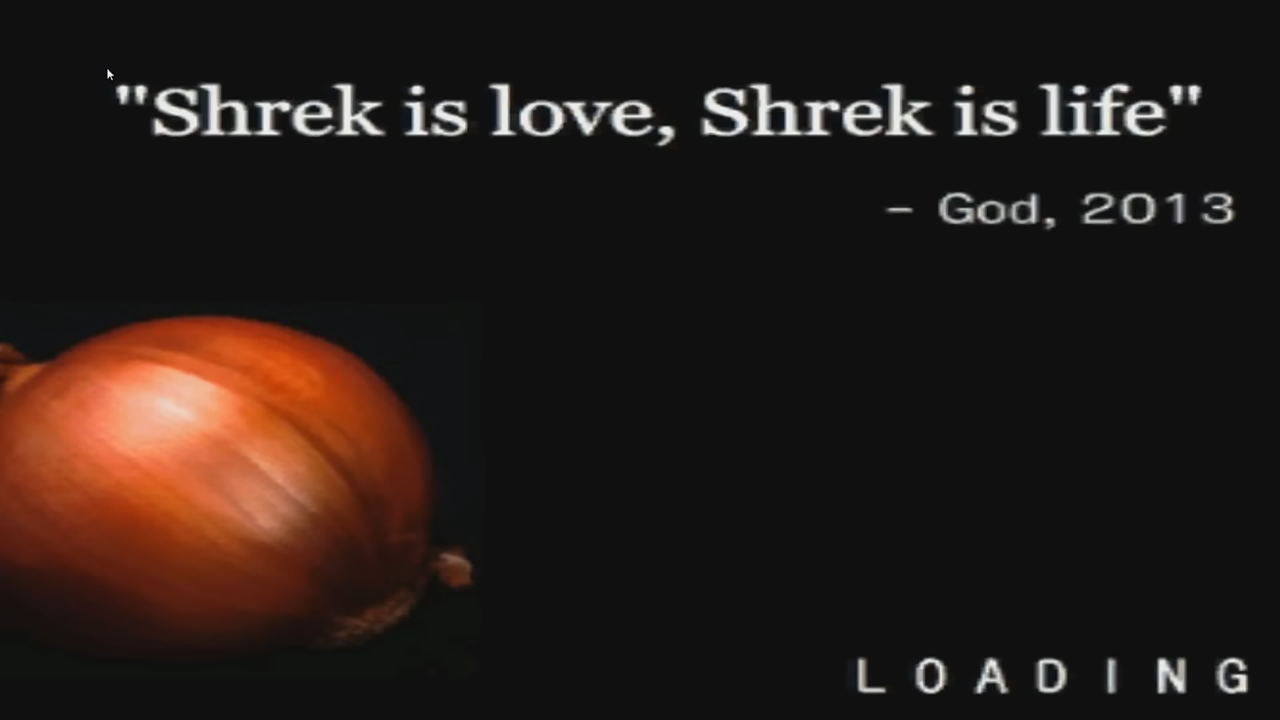 "Shrek is love, Shrek is life"
– God, 2013
LOADING